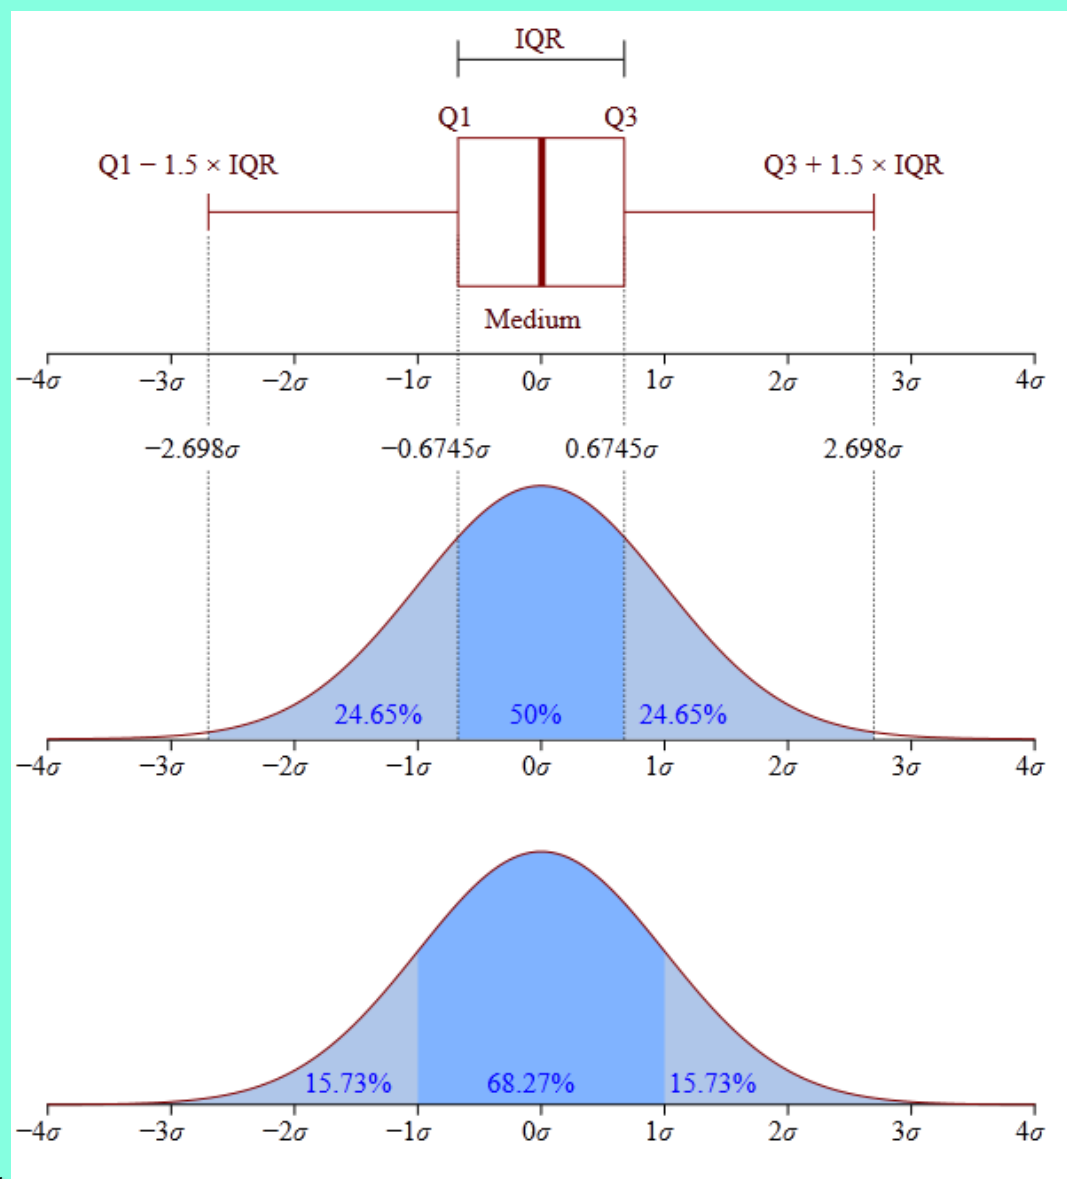 IQR
Q1 Q3
Q1 − 1.5 × IQR Q3 + 1.5 × IQR
Medium
−4σ −3σ −2σ −1σ 0σ 1σ 2σ 3σ 4σ
−2.698σ −0.6745σ 0.6745σ 2.698σ
24.65% 50% 24.65%
−4σ −3σ −2σ −1σ 0σ 1σ 2σ 3σ 4σ
15.73% 68.27% 15.73%
−4σ −3σ −2σ −1σ 0σ 1σ 2σ 3σ 4σ